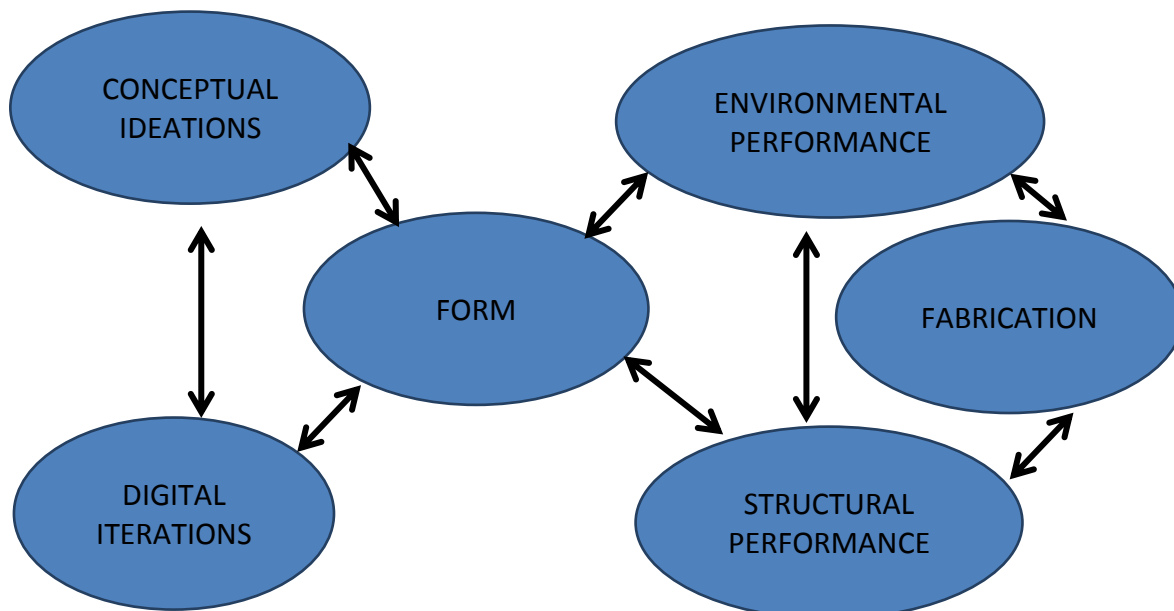 CONCEPTUAL
IDEATIONS
ENVIRONMENTAL
PERFORMANCE
FORM
FABRICATION
DIGITAL
ITERATIONS
STRUCTURAL
PERFORMANCE